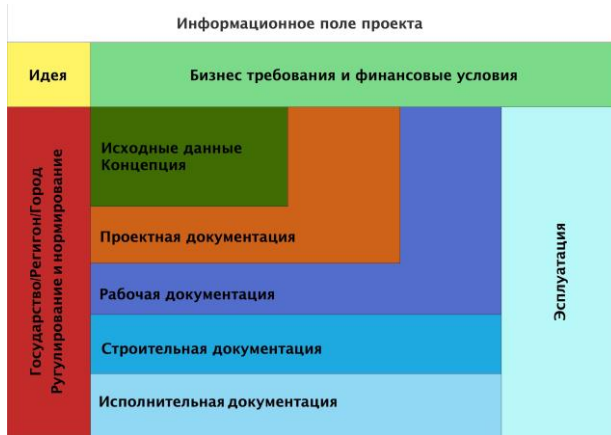 Информационное поле проекта
Идея
Бизнес требования и финансовые условия
Государство/Регигон/Город
Ругулирование и нормирование
Исходные данные
Концепция
Проектная документация
Рабочая документация
Строительная документация
Исполнительная документация
Эсплуатация